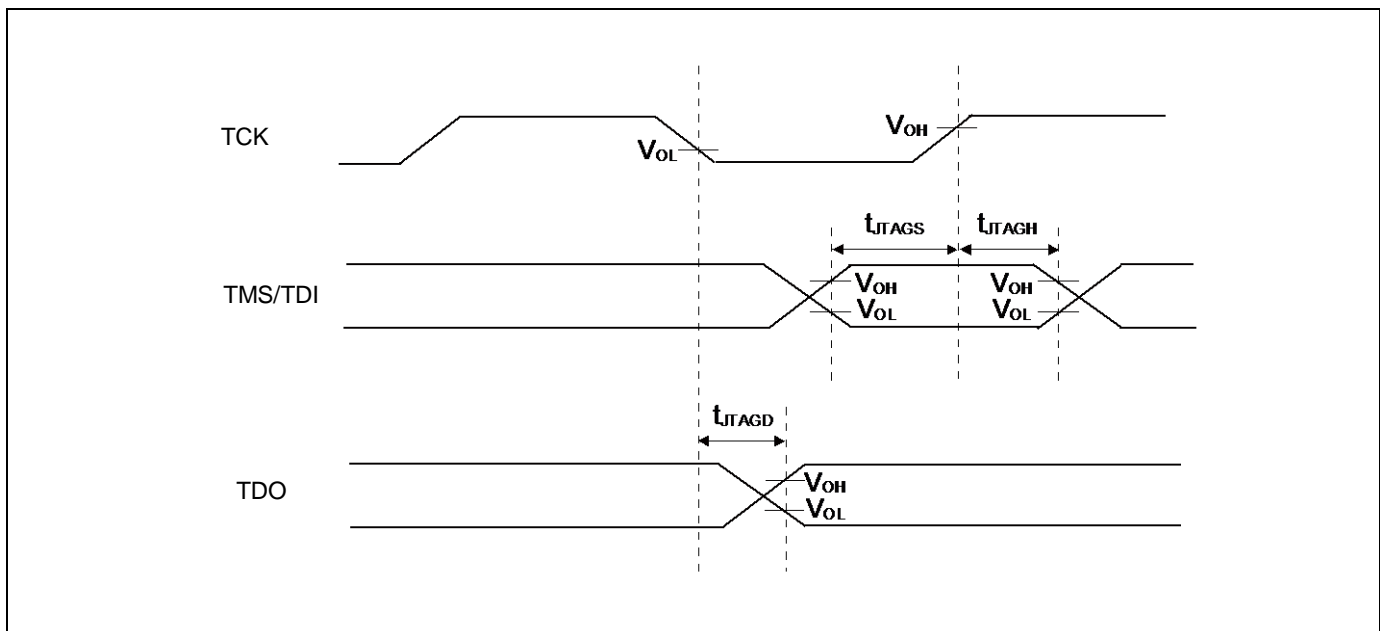 TCK
VOL
VOH
tJTAGS
tJTAGH
TMS/TDI
VOH
VOL
VOH
VOL
tJTAGD
TDO
VOH
VOL